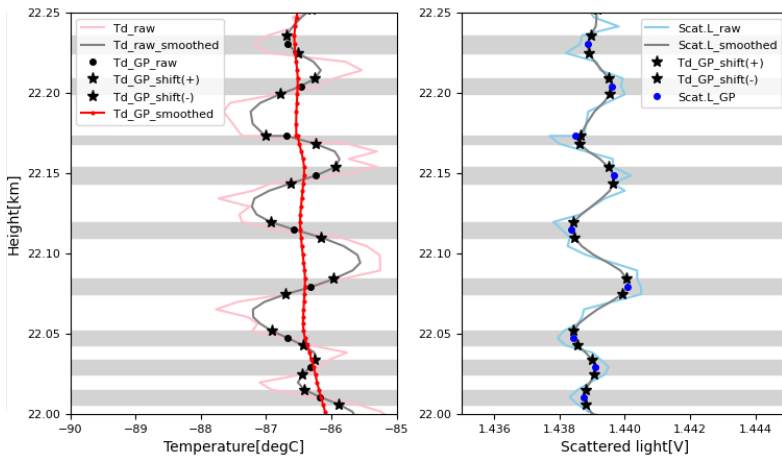 22.25
22.20
22.15
22.10
22.05
22.00
Height[km]
Td_raw
Td_raw_smoothed
Td_GP_raw
Td_GP_shift(+)
Td_GP_shift(-)
Td_GP_smoothed
−90
−89
−88
−87
−86
−85
Temperature[degC]
22.25
22.20
22.15
22.10
22.05
22.00
Scat.L_raw
Scat.L_smoothed
Td_GP_shift(+)
Td_GP_shift(-)
Scat.L_GP
1.436
1.438
1.440
1.442
1.444
Scattered light[V]